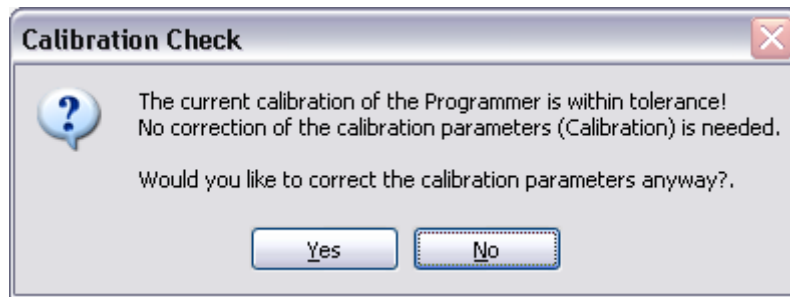 Calibration Check
The current calibration of the Programmer is within tolerance!
No correction of the calibration parameters (Calibration) is needed.
Would you like to correct the calibration parameters anyway?.
Yes No